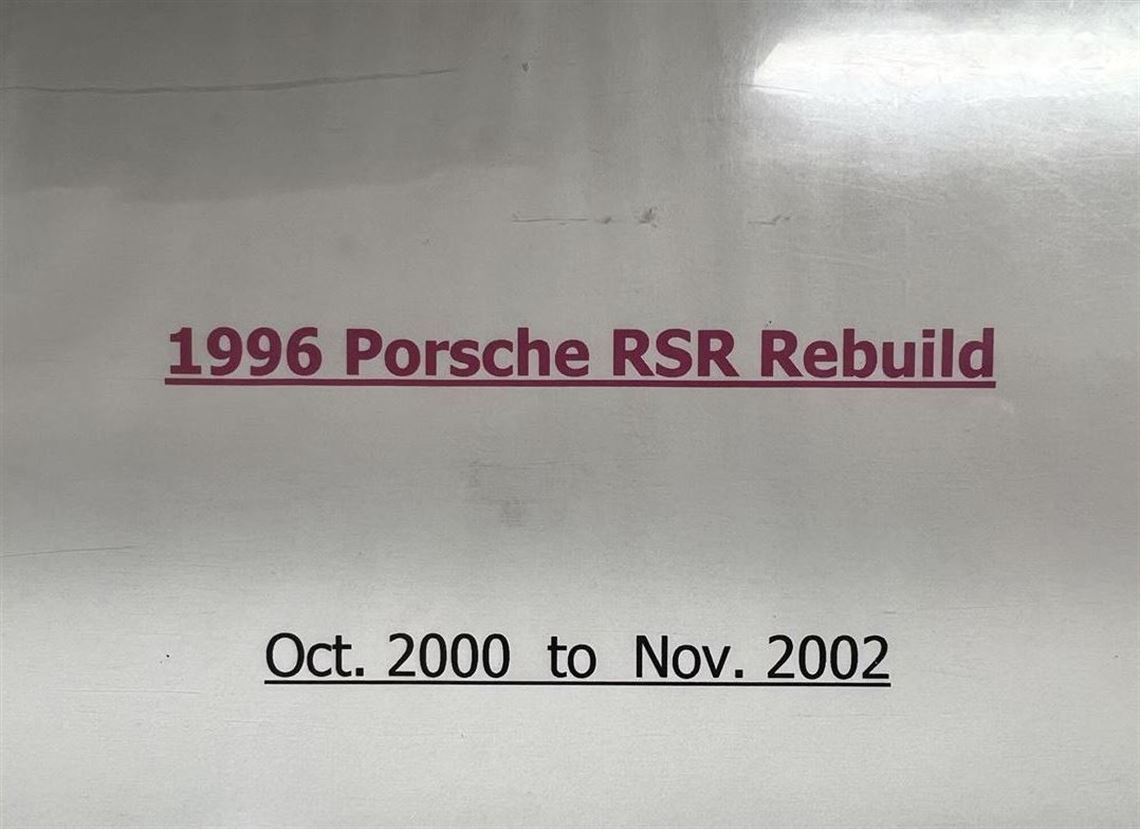 1996 Porsche RSR Rebuild
Oct. 2000 to Nov. 2002